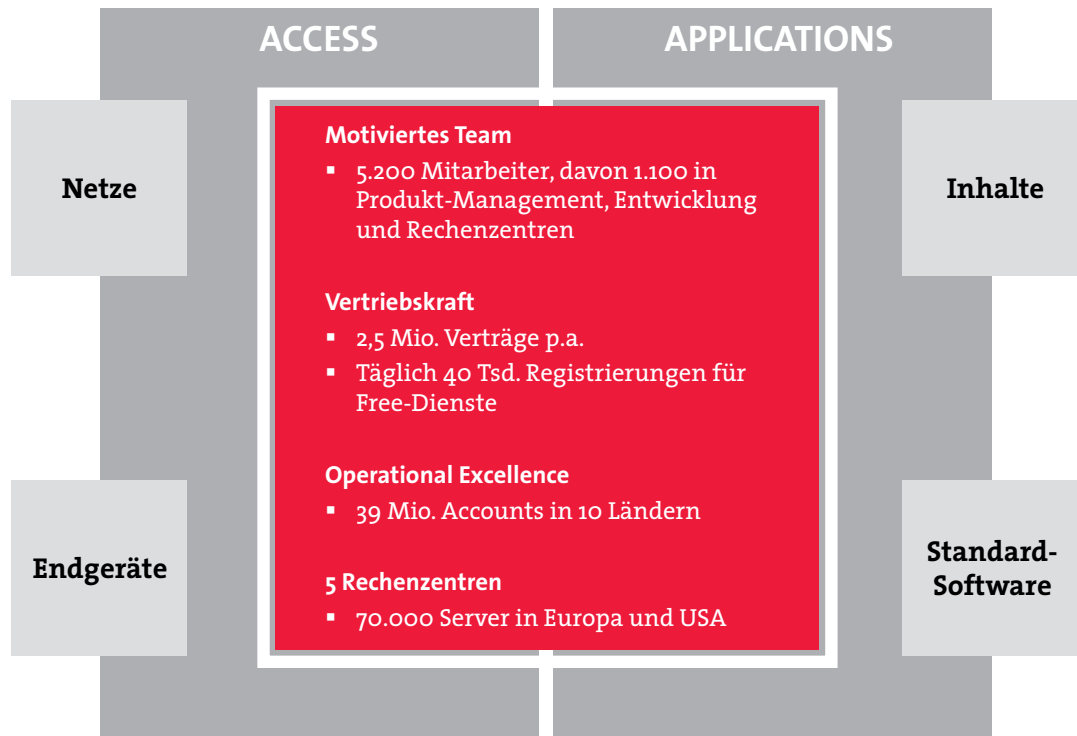 ACCESS
APPLICATIONS
Netze
Endgeräte
Motiviertes Team
▪ 5.200 Mitarbeiter, davon 1.100 in
Produkt-Management, Entwicklung
und Rechenzentren
Vertriebskraft
▪ 2,5 Mio. Verträge p.a.
▪ Täglich 40 Tsd. Registrierungen für
Free-Dienste
Operational Excellence
▪ 39 Mio. Accounts in 10 Ländern
5 Rechenzentren
▪ 70.000 Server in Europa und USA
Inhalte
Standard-
Software